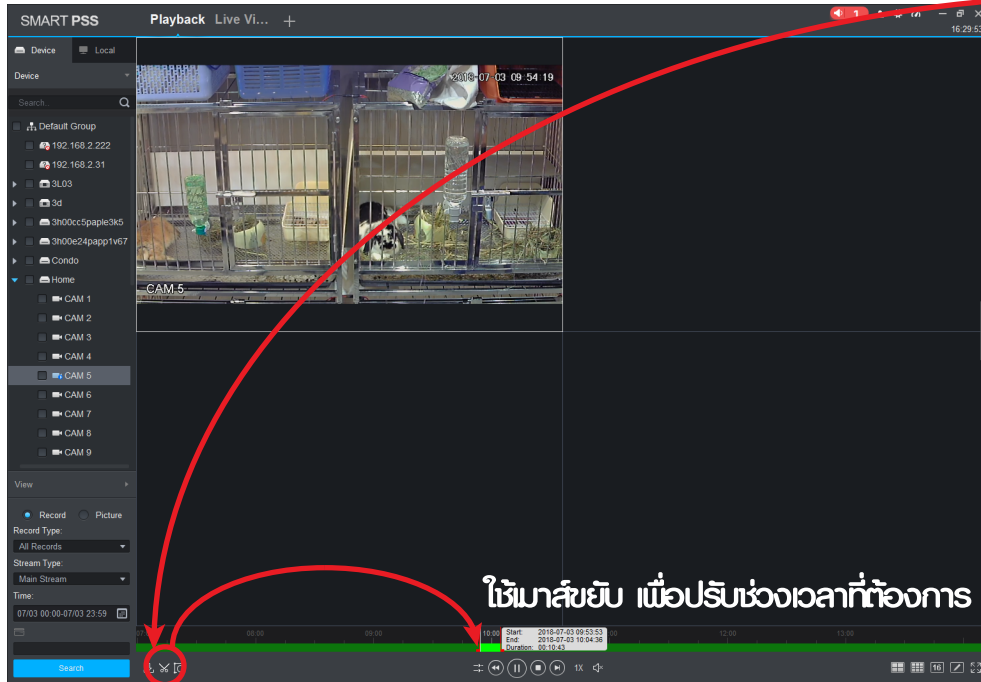 SMART PSS
Playback Live Vi... +
1
16:29:53
Device Local
Device
Search...
Default Group
192.168.2.222
192.168.2.31
3L03
3d
3h00cc5paple3k5
3h00e24papp1v67
Condo
Home
CAM 1
CAM 2
CAM 3
CAM 4
CAM 5
CAM 6
CAM 7
CAM 8
CAM 9
2018-07-03 09:54:19
CAM 5
View
Record Picture
Record Type:
All Records
Stream Type:
Main Stream
Time:
07/03 00:00-07/03 23:59
Search
ใช้เมาส์ขยับ เพื่อปรับช่วงเวลาที่ต้องการ
08:00 09:00 10:00 12:00 13:00
Start: 2018-07-03 09:53:53
End: 2018-07-03 10:04:36
Duration: 00:10:43
1X
16